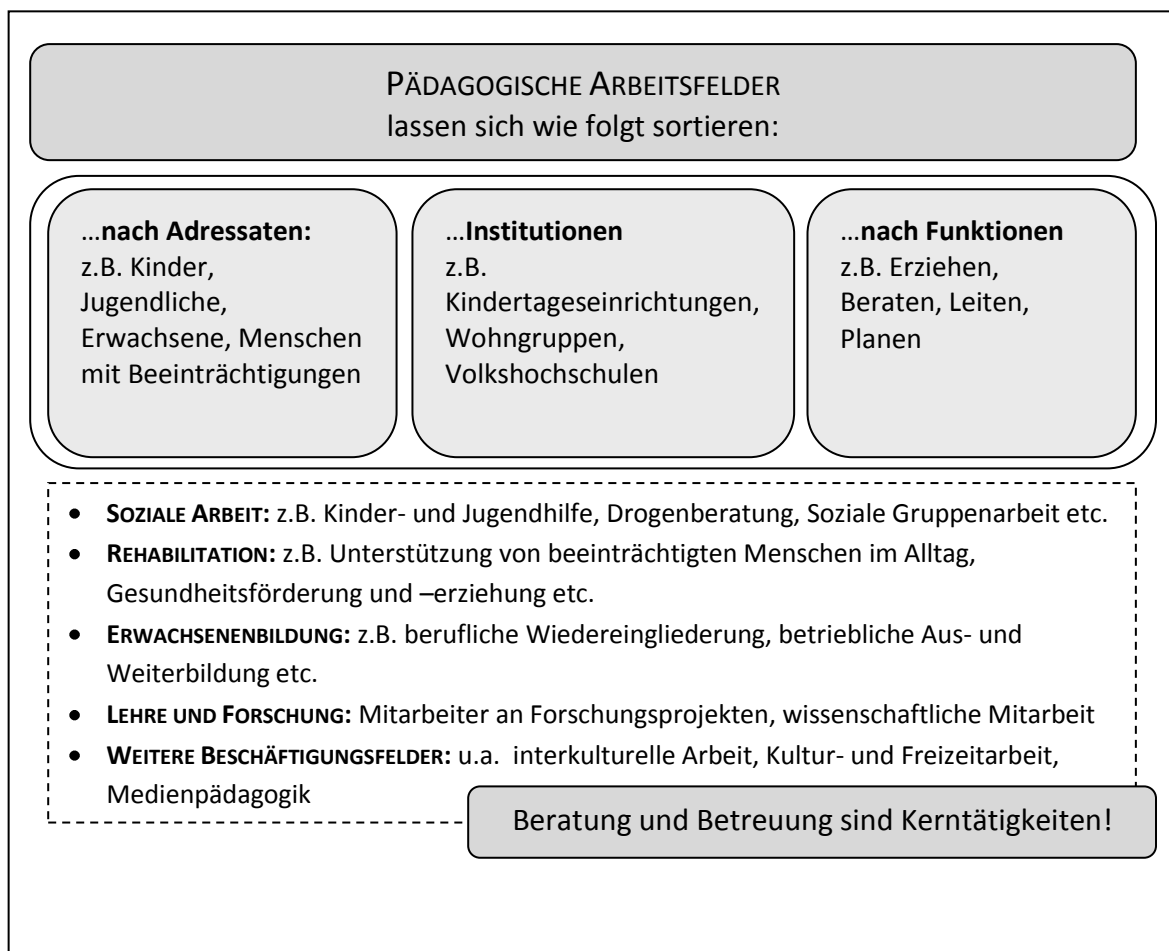 PÄDAGOGISCHE ARBEITSFELDER
lassen sich wie folgt sortieren:
...nach Adressaten:
z.B. Kinder,
Jugendliche,
Erwachsene, Menschen
mit Beeinträchtigungen
...Institutionen
z.B.
Kindertageseinrichtungen,
Wohngruppen,
Volkshochschulen
...nach Funktionen
z.B. Erziehen,
Beraten, Leiten,
Planen
• SOZIALE ARBEIT: z.B. Kinder- und Jugendhilfe, Drogenberatung, Soziale Gruppenarbeit etc.
• REHABILITATION: z.B. Unterstützung von beeinträchtigten Menschen im Alltag,
Gesundheitsförderung und –erziehung etc.
• ERWACHSENENBILDUNG: z.B. berufliche Wiedereingliederung, betriebliche Aus- und
Weiterbildung etc.
• LEHRE UND FORSCHUNG: Mitarbeiter an Forschungsprojekten, wissenschaftliche Mitarbeit
• WEITERE BESCHÄFTIGUNGSFELDER: u.a. interkulturelle Arbeit, Kultur- und Freizeitarbeit,
Medienpädagogik
Beratung und Betreuung sind Kerntätigkeiten!